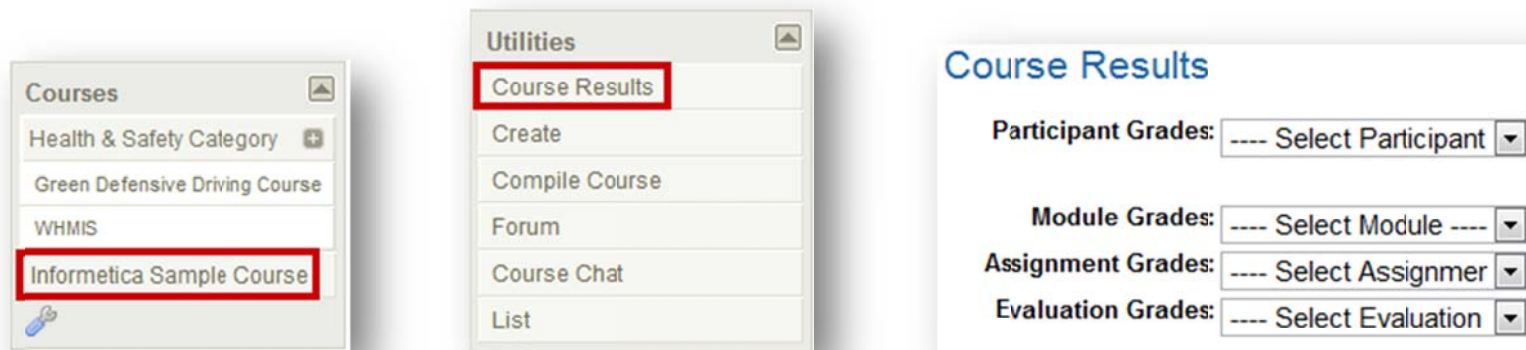 Courses
Health & Safety Category
Green Defensive Driving Course
WHMIS
Informetica Sample Course
Utilities
Course Results
Create
Compile Course
Forum
Course Chat
List
Course Results
Participant Grades: ---- Select Participant
Module Grades: ---- Select Module ----
Assignment Grades: ---- Select Assignmer
Evaluation Grades: ---- Select Evaluation